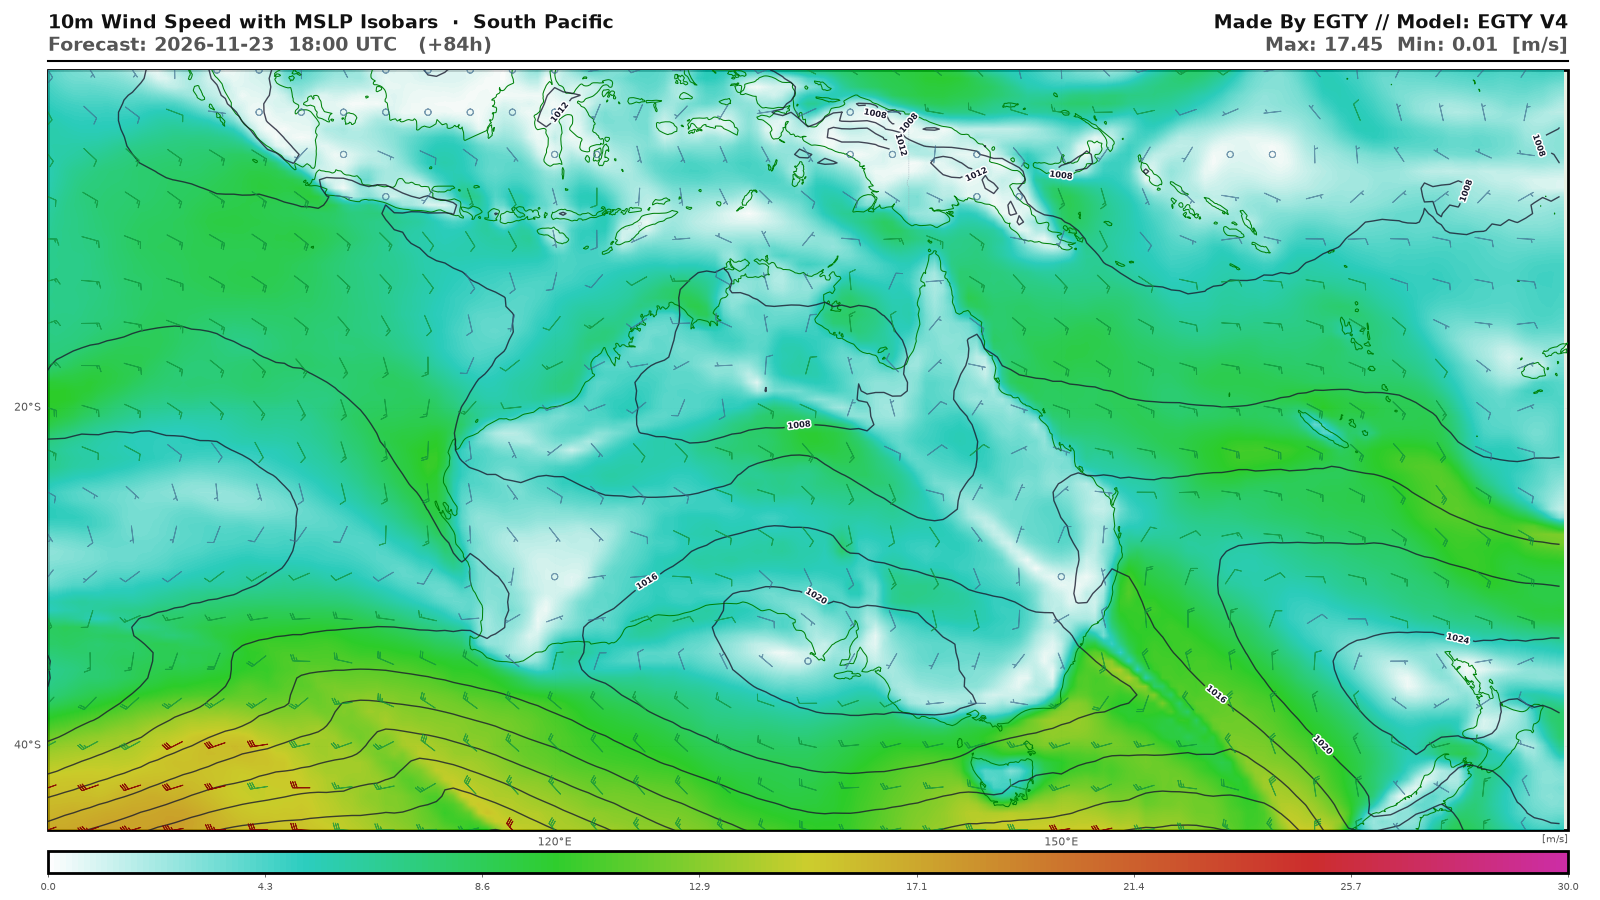 10m Wind Speed with MSLP Isobars · South Pacific
Made By EGTY // Model: EGTY V4
Forecast: 2026-11-23 18:00 UTC (+84h)
Max: 17.45 Min: 0.01 [m/s]
1012
1008
1008
1012
1012
1008
1008
1008
20°S
1008
1016
1020
1024
1016
1020
40°S
120°E
150°E
[m/s]
0.0
4.3
8.6
12.9
17.1
21.4
25.7
30.0